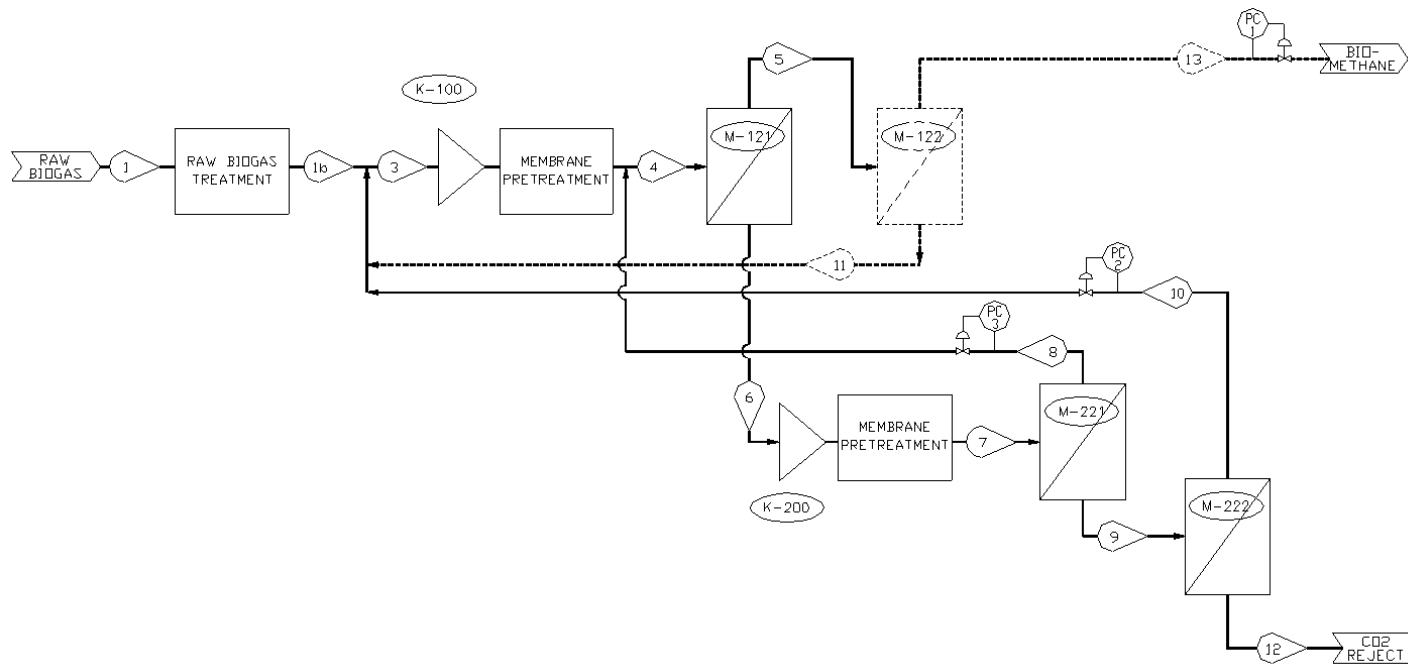 PC
1
5
13
BIO-
METHANE
K-100
M-121
M-122
RAW
BIOGAS
1
RAW BIOGAS
TREATMENT
1b
3
MEMBRANE
PRETREATMENT
4
11
PC
2
10
PC
3
8
6
MEMBRANE
PRETREATMENT
7
M-221
K-200
M-222
9
12
CO2
REJECT